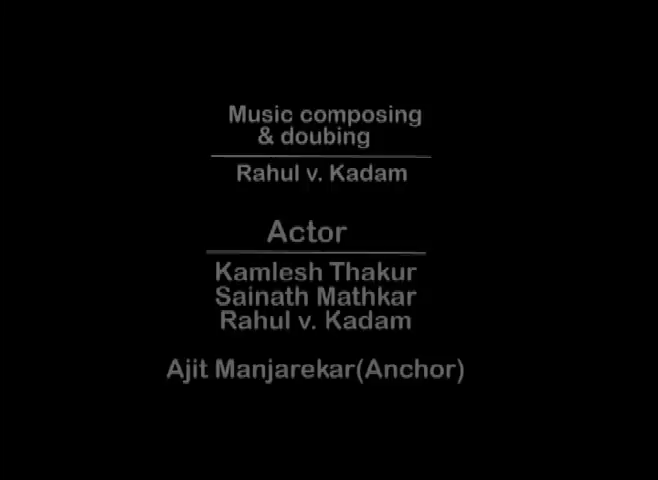 Music composing
& doubing
Rahul v. Kadam
Actor
Kamlesh Thakur
Sainath Mathkar
Rahul v. Kadam
Ajit Manjarekar(Anchor)